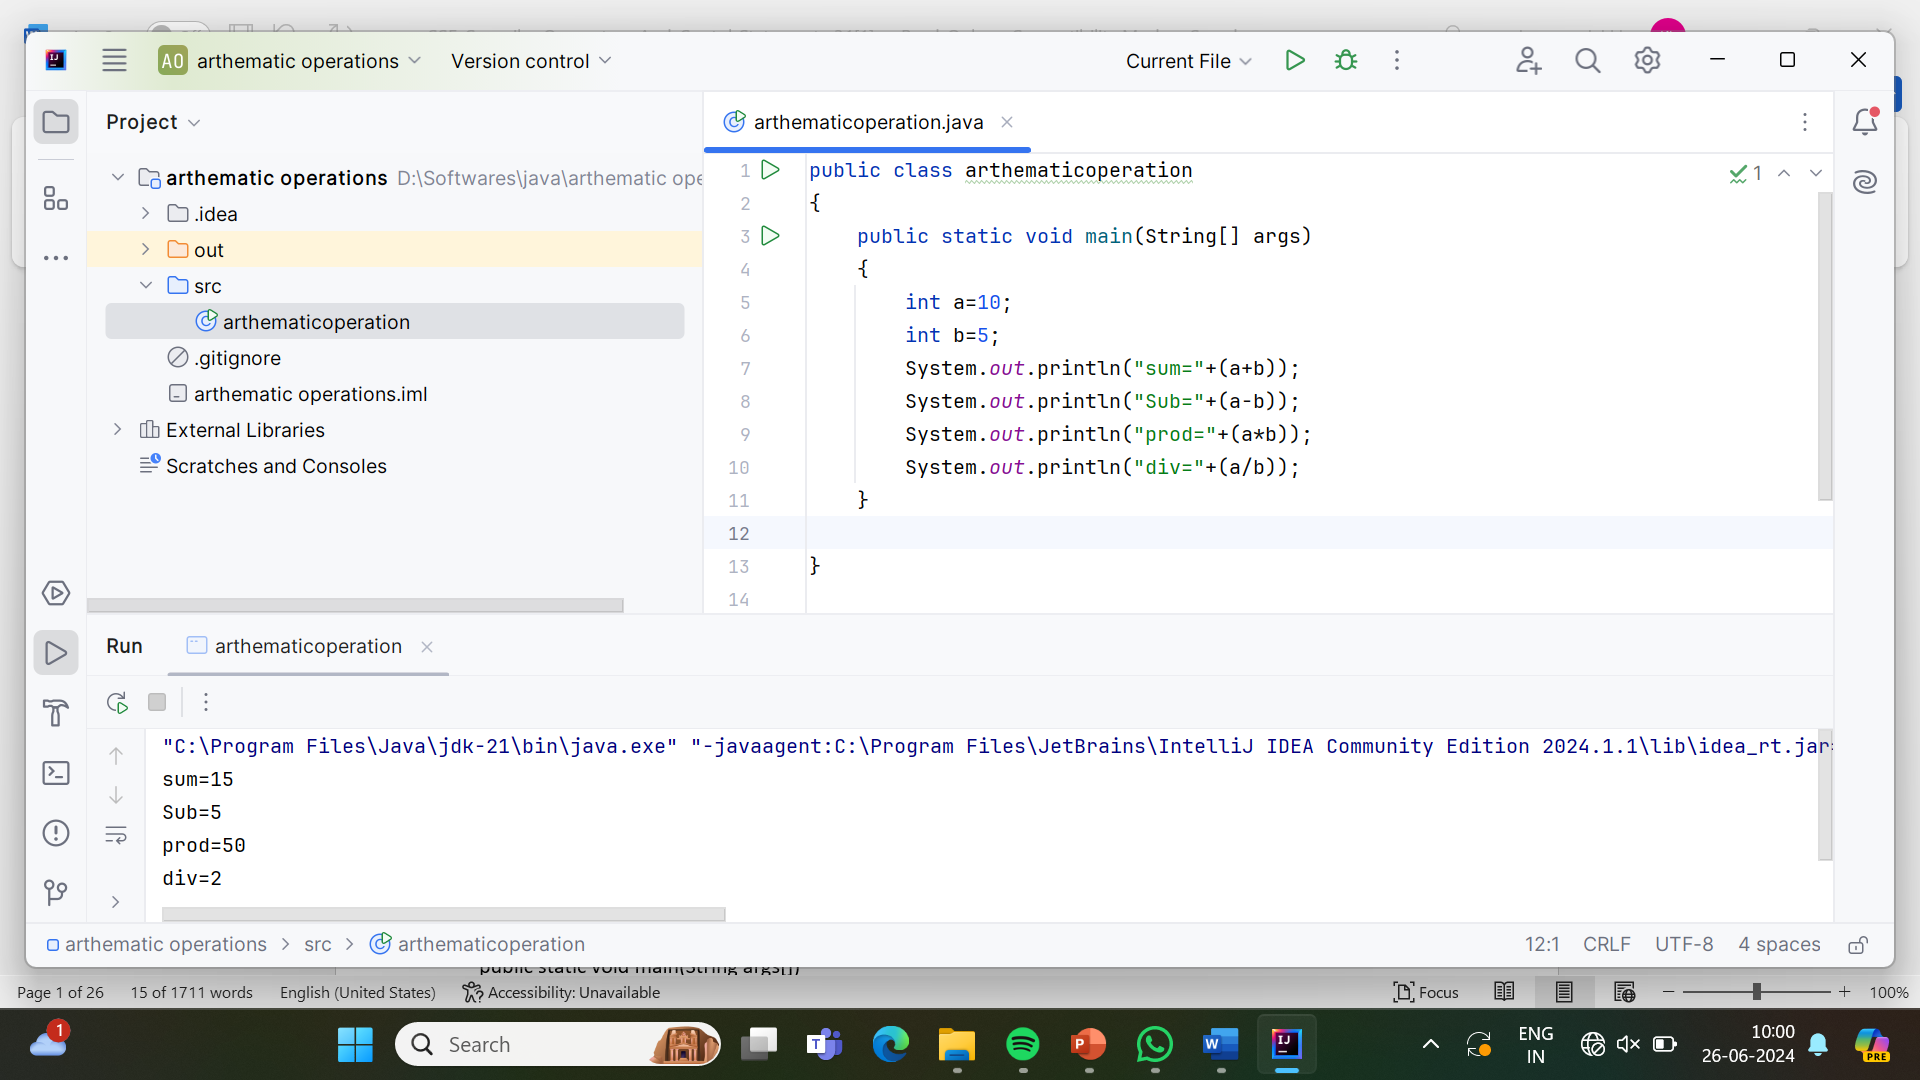 AO arthematic operations Version control Current File
Project
arthematicoperation.java
arthematic operations D:\Softwares\java\arthematic ope
.idea
out
src
arthematicoperation
.gitignore
arthematic operations.iml
External Libraries
Scratches and Consoles
1
1 public class arthematicoperation
2 {
3 public static void main(String[] args)
4 {
5 int a=10;
6 int b=5;
7 System.out.println("sum="+(a+b));
8 System.out.println("Sub="+(a-b));
9 System.out.println("prod="+(a*b));
10 System.out.println("div="+(a/b));
11 }
12
13 }
14
Run arthematicoperation
"C:\Program Files\Java\jdk-21\bin\java.exe" "-javaagent:C:\Program Files\JetBrains\IntelliJ IDEA Community Edition 2024.1.1\lib\idea_rt.jar=
sum=15
Sub=5
prod=50
div=2
arthematic operations > src > arthematicoperation 12:1 CRLF UTF-8 4 spaces
public static void main(String args[])
Page 1 of 26 15 of 1711 words English (United States) Accessibility: Unavailable Focus 100%
1
Search
ENG
IN
10:00
26-06-2024
PRE